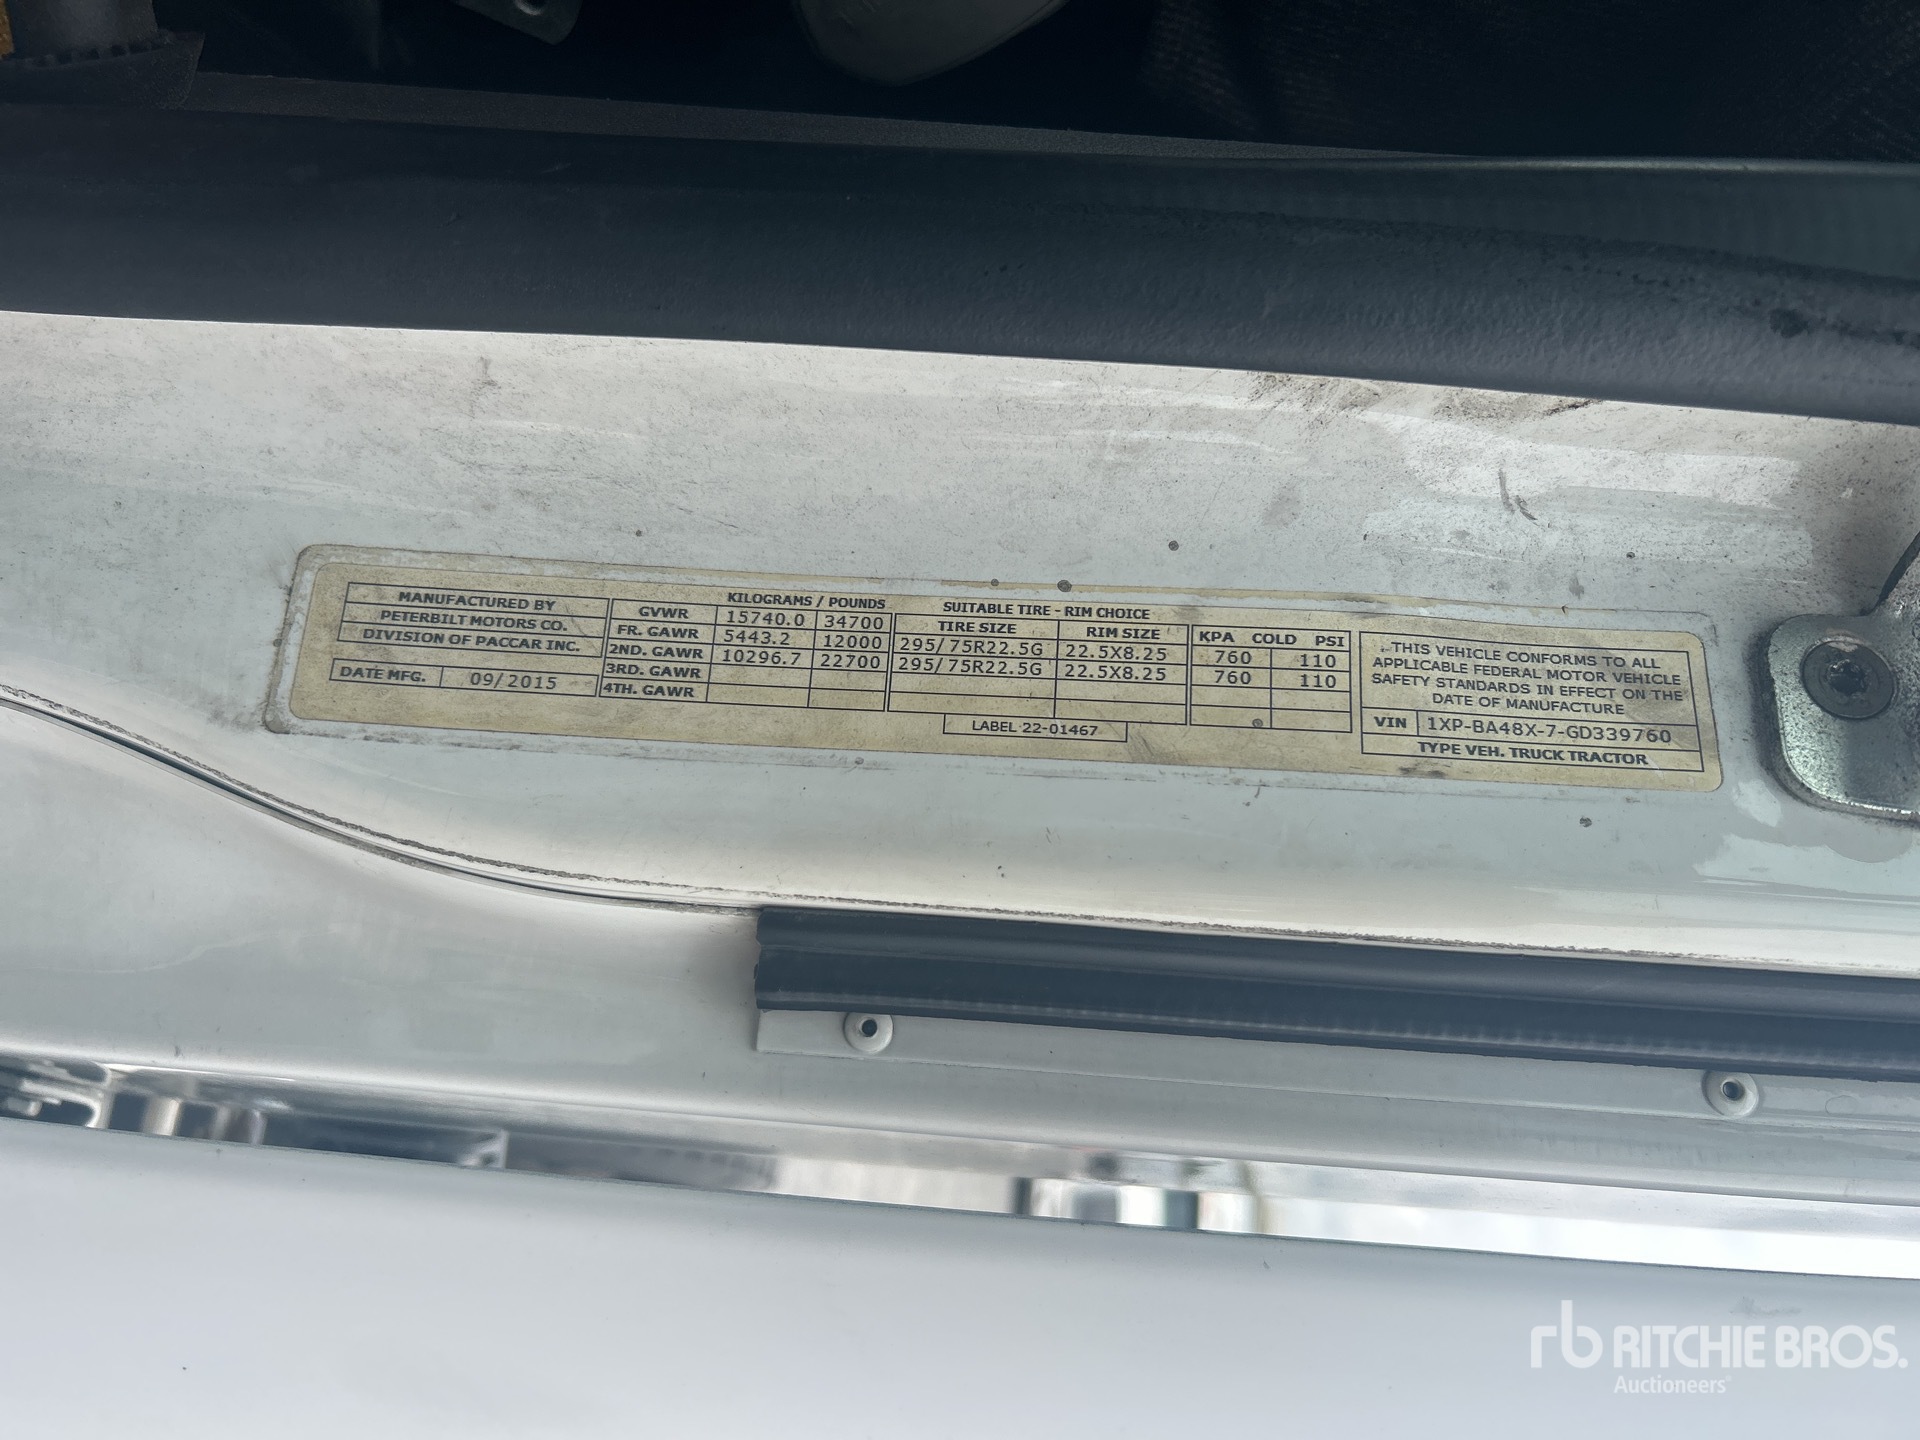 MANUFACTURED BY
PETERBILT MOTORS CO.
DIVISION OF PACCAR INC.
DATE MFG. 09/2015
KILOGRAMS / POUNDS
GVWR 15740.0 34700
FR. GAWR 5443.2 12000
2ND. GAWR 10296.7 22700
3RD. GAWR
4TH. GAWR
SUITABLE TIRE - RIM CHOICE
TIRE SIZE RIM SIZE
295/75R22.5G 22.5X8.25
295/75R22.5G 22.5X8.25
KPA COLD PSI
760 110
760 110
LABEL 22-01467
THIS VEHICLE CONFORMS TO ALL
APPLICABLE FEDERAL MOTOR VEHICLE
SAFETY STANDARDS IN EFFECT ON THE
DATE OF MANUFACTURE
VIN 1XP-BA48X-7-GD339760
TYPE VEH. TRUCK TRACTOR
rb RITCHIE BROS.
Auctioneers